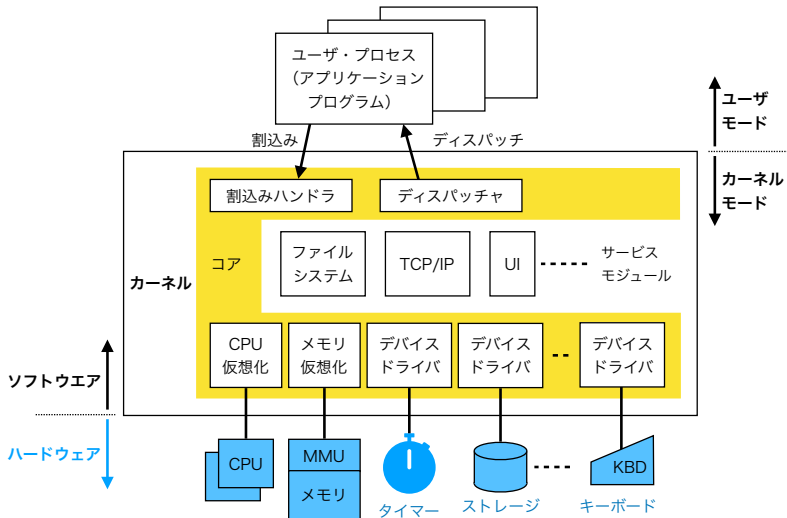 ユーザ・プロセス
（アプリケーション
プログラム）
割込み
ディスパッチ
ユーザ
モード
カーネル
モード
割込みハンドラ
ディスパッチャ
カーネル
コア
ファイル
システム
TCP/IP
UI
サービス
モジュール
CPU
仮想化
メモリ
仮想化
デバイス
ドライバ
デバイス
ドライバ
デバイス
ドライバ
ソフトウエア
ハードウェア
CPU
MMU
メモリ
タイマー
ストレージ
KBD
キーボード